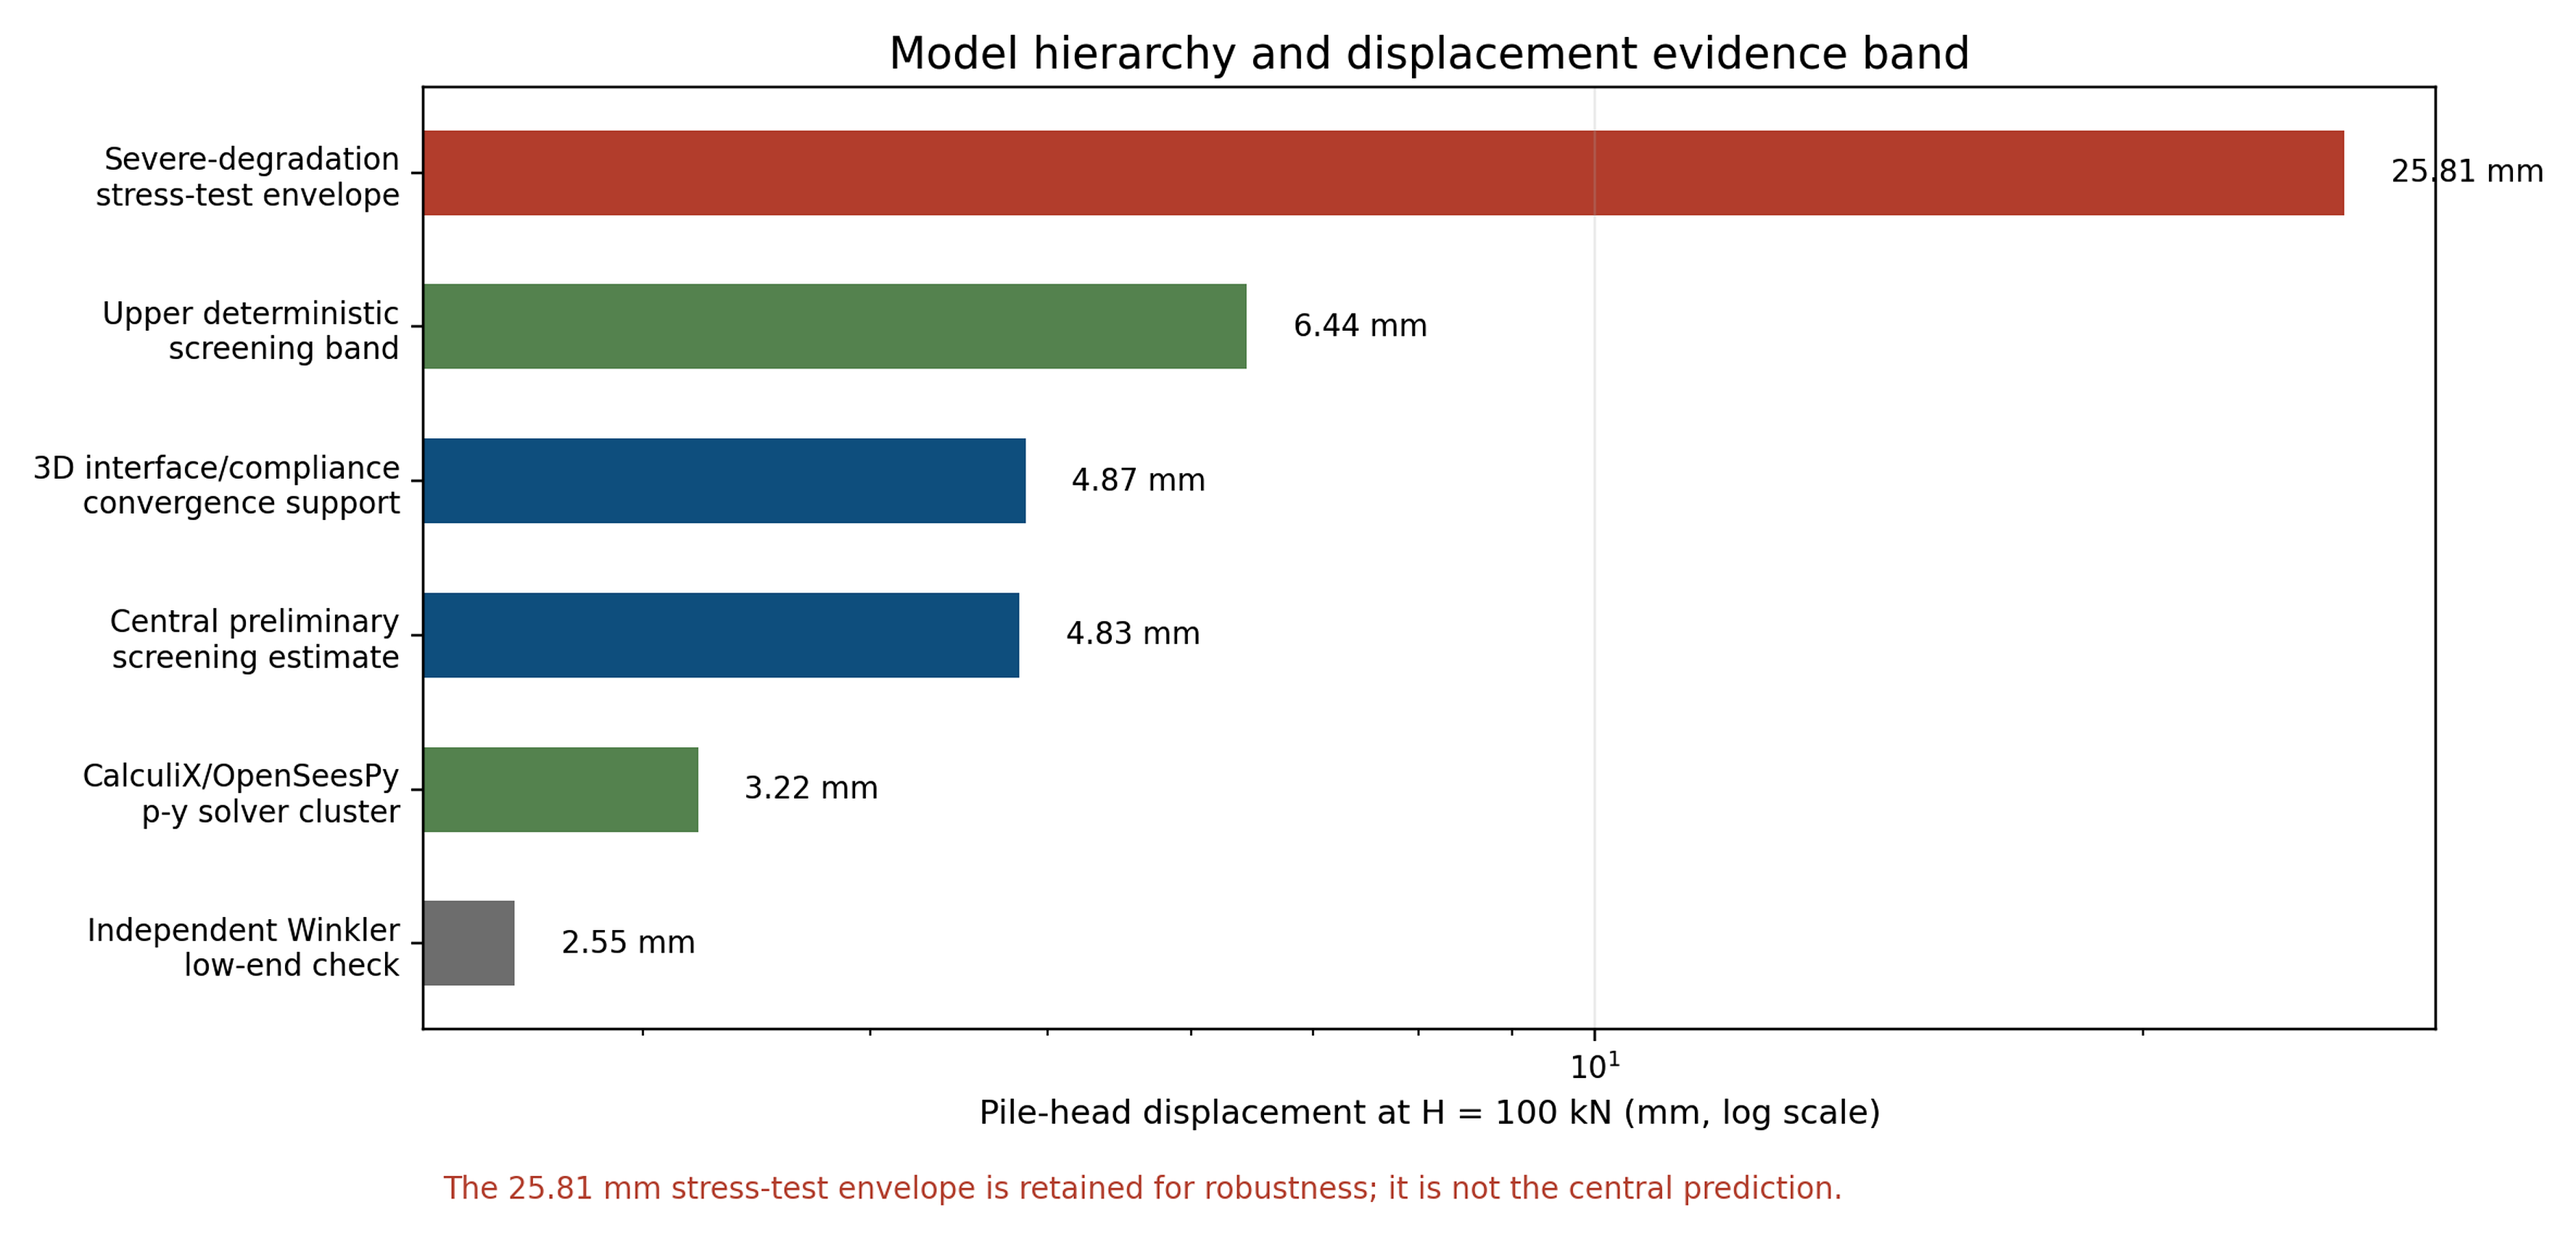 Model hierarchy and displacement evidence band
Severe-degradation
stress-test envelope
25.81 mm
Upper deterministic
screening band
6.44 mm
3D interface/compliance
convergence support
4.87 mm
Central preliminary
screening estimate
4.83 mm
CalculiX/OpenSeesPy
p-y solver cluster
3.22 mm
Independent Winkler
low-end check
2.55 mm
10¹
Pile-head displacement at H = 100 kN (mm, log scale)
The 25.81 mm stress-test envelope is retained for robustness; it is not the central prediction.